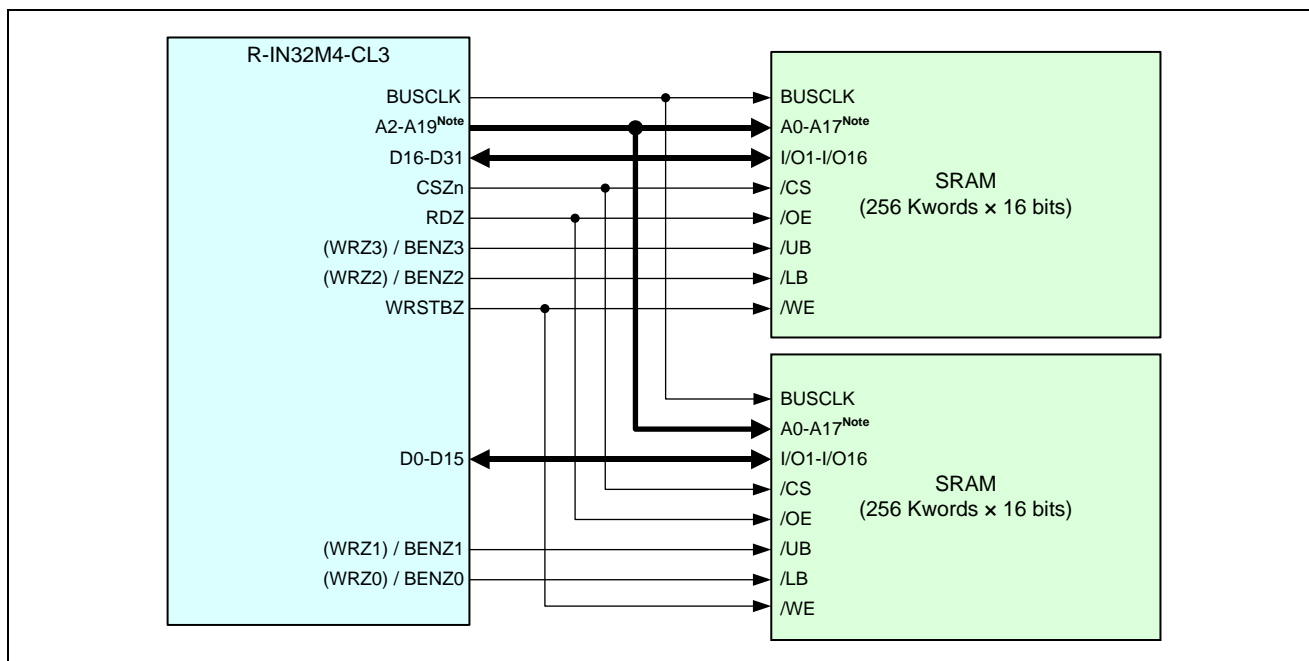 R-IN32M4-CL3
BUSCLK
A2-A19Note
D16-D31
CSZn
RDZ
(WRZ3) / BENZ3
(WRZ2) / BENZ2
WRSTBZ
D0-D15
(WRZ1) / BENZ1
(WRZ0) / BENZ0
BUSCLK
A0-A17Note
I/O1-I/O16
/CS
/OE
/UB
/LB
/WE
SRAM
(256 Kwords × 16 bits)
BUSCLK
A0-A17Note
I/O1-I/O16
/CS
/OE
/UB
/LB
/WE
SRAM
(256 Kwords × 16 bits)